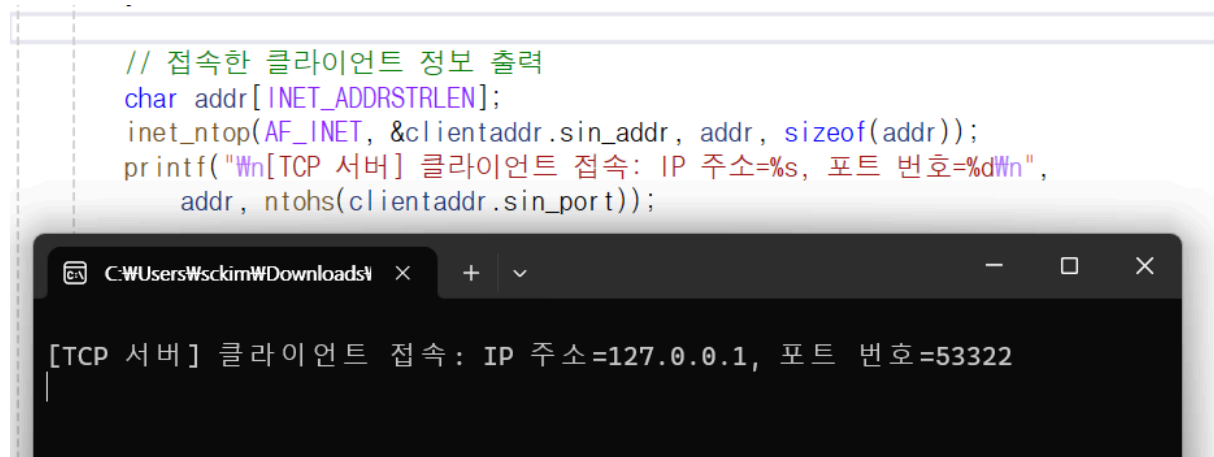 // 접속한 클라이언트 정보 출력
char addr[INET_ADDRSTRLEN];
inet_ntop(AF_INET, &clientaddr.sin_addr, addr, sizeof(addr));
printf("₩n[TCP 서버] 클라이언트 접속: IP 주소=%s, 포트 번호=%d₩n",
addr, ntohs(clientaddr.sin_port));
C:₩Users₩sckim₩Downloads₩
[TCP 서버] 클라이언트 접속: IP 주소=127.0.0.1, 포트 번호=53322